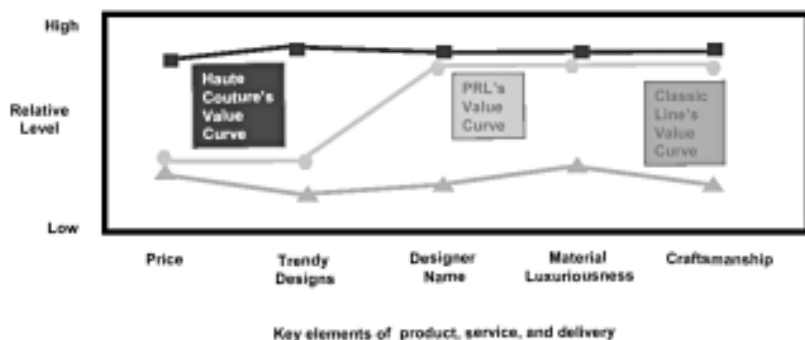 High
Relative
Level
Low
Haute
Couture's
Value
Curve
PRL's
Value
Curve
Classic
Line's
Value
Curve
Price
Trendy
Designs
Designer
Name
Material
Luxuriousness
Craftsmanship
Key elements of product, service, and delivery